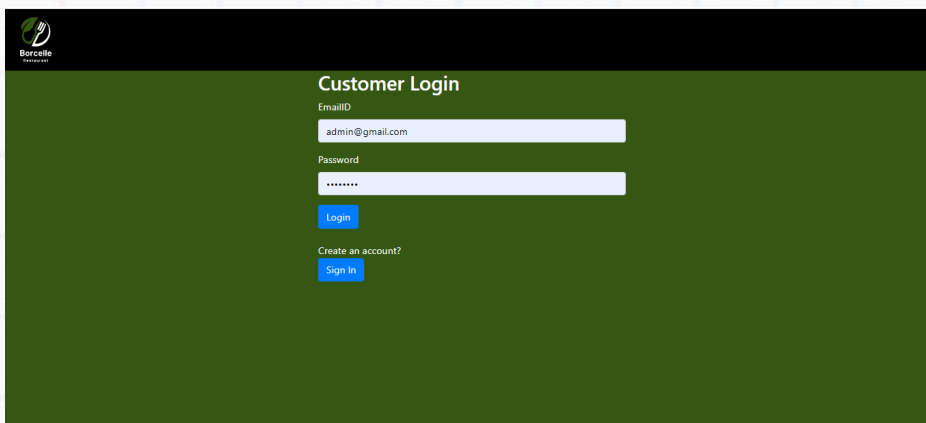 Borcelle
Restaurant
Customer Login
EmailID
admin@gmail.com
Password
••••••••
Login
Create an account?
Sign In